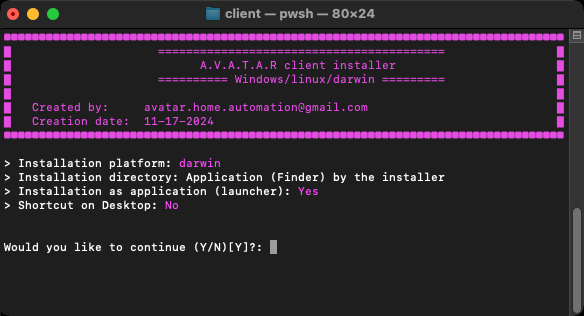 client — pwsh — 80×24
=========================================
A.V.A.T.A.R client installer
========== Windows/linux/darwin =========
Created by: avatar.home.automation@gmail.com
Creation date: 11-17-2024
> Installation platform: darwin
> Installation directory: Application (Finder) by the installer
> Installation as application (launcher): Yes
> Shortcut on Desktop: No
Would you like to continue (Y/N)[Y]?: